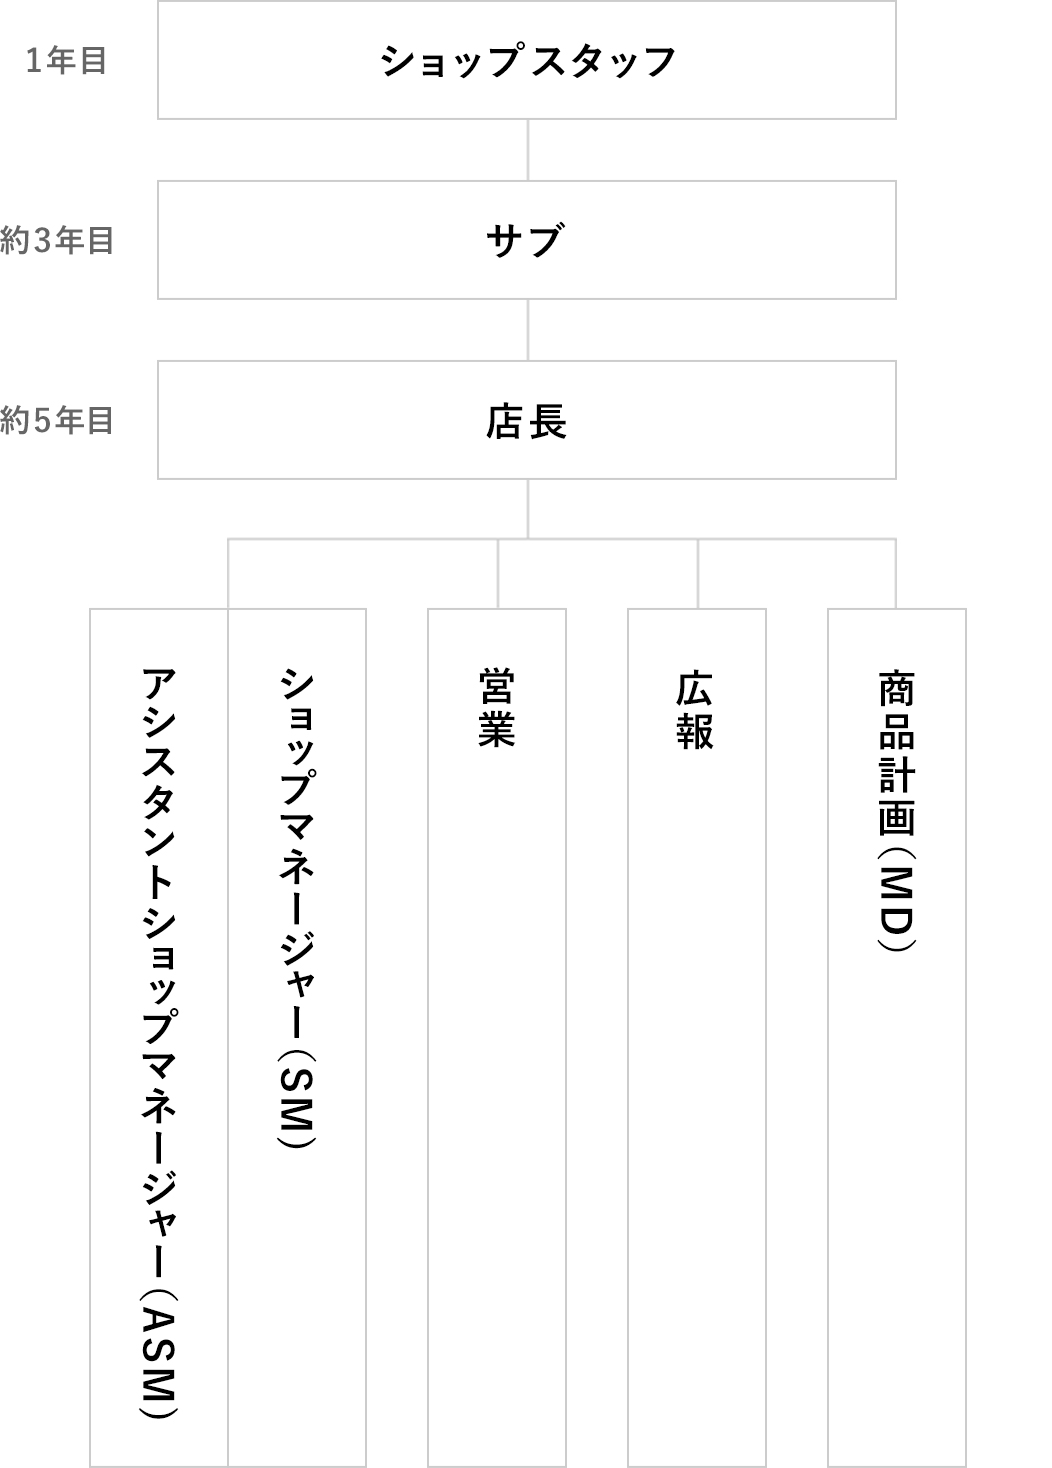 1年目
ショップスタッフ
約3年目
サブ
約5年目
店長
アシスタントショップマネージャー（ASM）
ショップマネージャー（SM）
営業
広報
商品計画（MD）